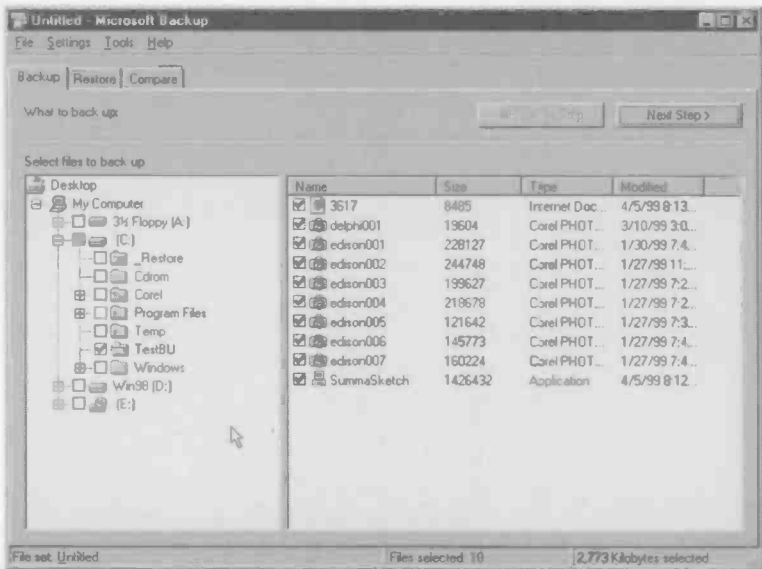 Untitled - Microsoft Backup
File Settings Tools Help
Backup Restore Compare
What to back up:
Next Step >
Select files to back up
Desktop
My Computer
3½ Floppy (A:)
(C:)
_Restore
Cdrom
Corel
Program Files
Temp
TestBU
Windows
Win98 (D:)
(E:)
Name Size Type Modified
3617 8485 Internet Doc... 4/5/99 8:13...
delphi001 19604 Corel PHOT... 3/10/99 3:0...
edison001 228127 Corel PHOT... 1/30/99 7:4...
edison002 244748 Corel PHOT... 1/27/99 11:...
edison003 199627 Corel PHOT... 1/27/99 7:2...
edison004 218678 Corel PHOT... 1/27/99 7:2...
edison005 121642 Corel PHOT... 1/27/99 7:3...
edison006 145773 Corel PHOT... 1/27/99 7:4...
edison007 160224 Corel PHOT... 1/27/99 7:4...
SummaSketch 1426432 Application 4/5/99 8:12...
File set: Untitled
Files selected: 10
2,773 Kilobytes selected